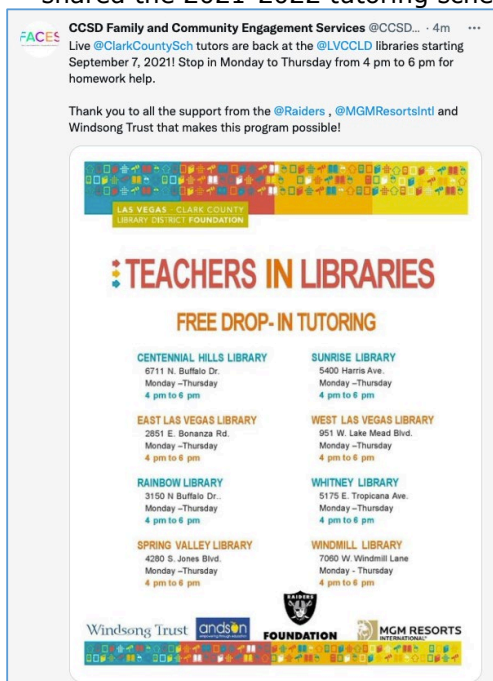 shared the 2021-2022 tutoring sche
FACES
CCSD Family and Community Engagement Services @CCSD... · 4m ...
Live @ClarkCountySch tutors are back at the @LVCCLD libraries starting
September 7, 2021! Stop in Monday to Thursday from 4 pm to 6 pm for
homework help.
Thank you to all the support from the @Raiders , @MGMResortsIntl and
Windsong Trust that makes this program possible!
LAS VEGAS - CLARK COUNTY
LIBRARY DISTRICT FOUNDATION
TEACHERS IN LIBRARIES
FREE DROP- IN TUTORING
CENTENNIAL HILLS LIBRARY
6711 N. Buffalo Dr.
Monday –Thursday
4 pm to 6 pm
SUNRISE LIBRARY
5400 Harris Ave.
Monday –Thursday
4 pm to 6 pm
EAST LAS VEGAS LIBRARY
2851 E. Bonanza Rd.
Monday –Thursday
4 pm to 6 pm
WEST LAS VEGAS LIBRARY
951 W. Lake Mead Blvd.
Monday –Thursday
4 pm to 6 pm
RAINBOW LIBRARY
3150 N Buffalo Dr..
Monday –Thursday
4 pm to 6 pm
WHITNEY LIBRARY
5175 E. Tropicana Ave.
Monday –Thursday
4 pm to 6 pm
SPRING VALLEY LIBRARY
4280 S. Jones Blvd.
Monday –Thursday
4 pm to 6 pm
WINDMILL LIBRARY
7060 W. Windmill Lane
Monday - Thursday
4 pm to 6 pm
Windsong Trust
andson
empowering through education
RAIDERS
FOUNDATION
MGM RESORTS
INTERNATIONAL